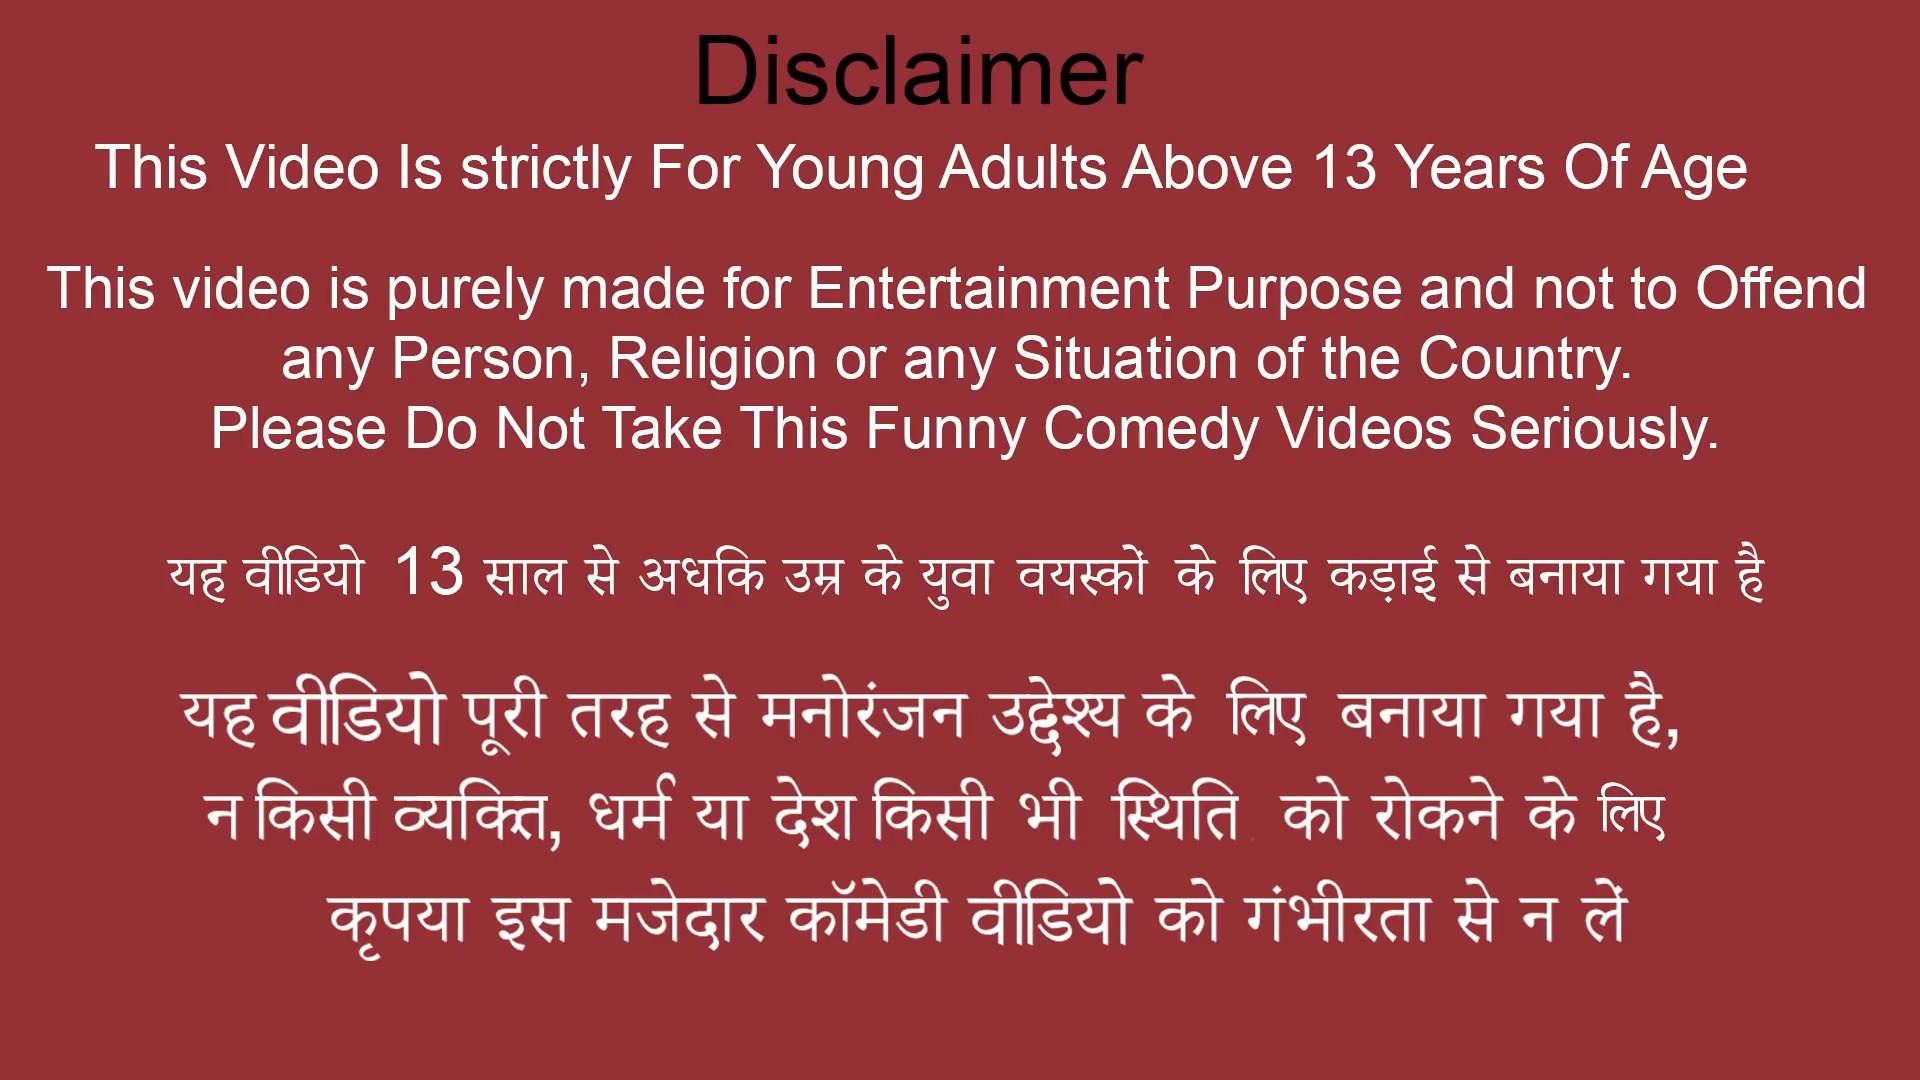 Disclaimer
This Video Is strictly For Young Adults Above 13 Years Of Age
This video is purely made for Entertainment Purpose and not to Offend
any Person, Religion or any Situation of the Country.
Please Do Not Take This Funny Comedy Videos Seriously.
यह वीडियो 13 साल से अधकि उम्र के युवा वयस्कों के लिए कड़ाई से बनाया गया है
यह वीडियो पूरी तरह से मनोरंजन उद्देश्य के लिए बनाया गया है,
न किसी व्यक्ति, धर्म या देश किसी भी स्थिति को रोकने के लिए
कृपया इस मजेदार कॉमेडी वीडियो को गंभीरता से न लें